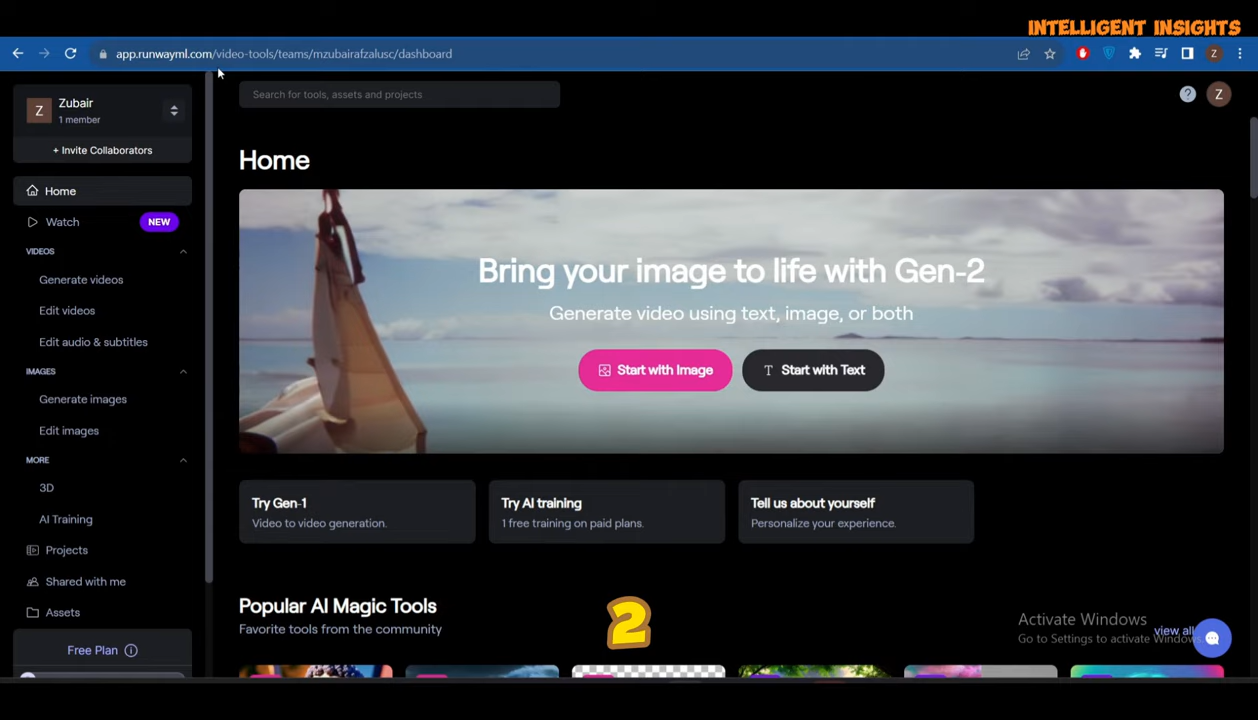 INTELLIGENT INSIGHTS
app.runwayml.com/video-tools/teams/mzubairafzalusc/dashboard
Z
Z
Zubair
1 member
+ Invite Collaborators
Search for tools, assets and projects
?
Z
Home
Watch
NEW
VIDEOS
Generate videos
Edit videos
Edit audio & subtitles
IMAGES
Generate images
Edit images
MORE
3D
AI Training
Projects
Shared with me
Assets
Free Plan
Home
Bring your image to life with Gen-2
Generate video using text, image, or both
Start with Image
T Start with Text
Try Gen-1
Video to video generation.
Try AI training
1 free training on paid plans.
Tell us about yourself
Personalize your experience.
Popular AI Magic Tools
Favorite tools from the community
2
view all
Activate Windows
Go to Settings to activate Windows.